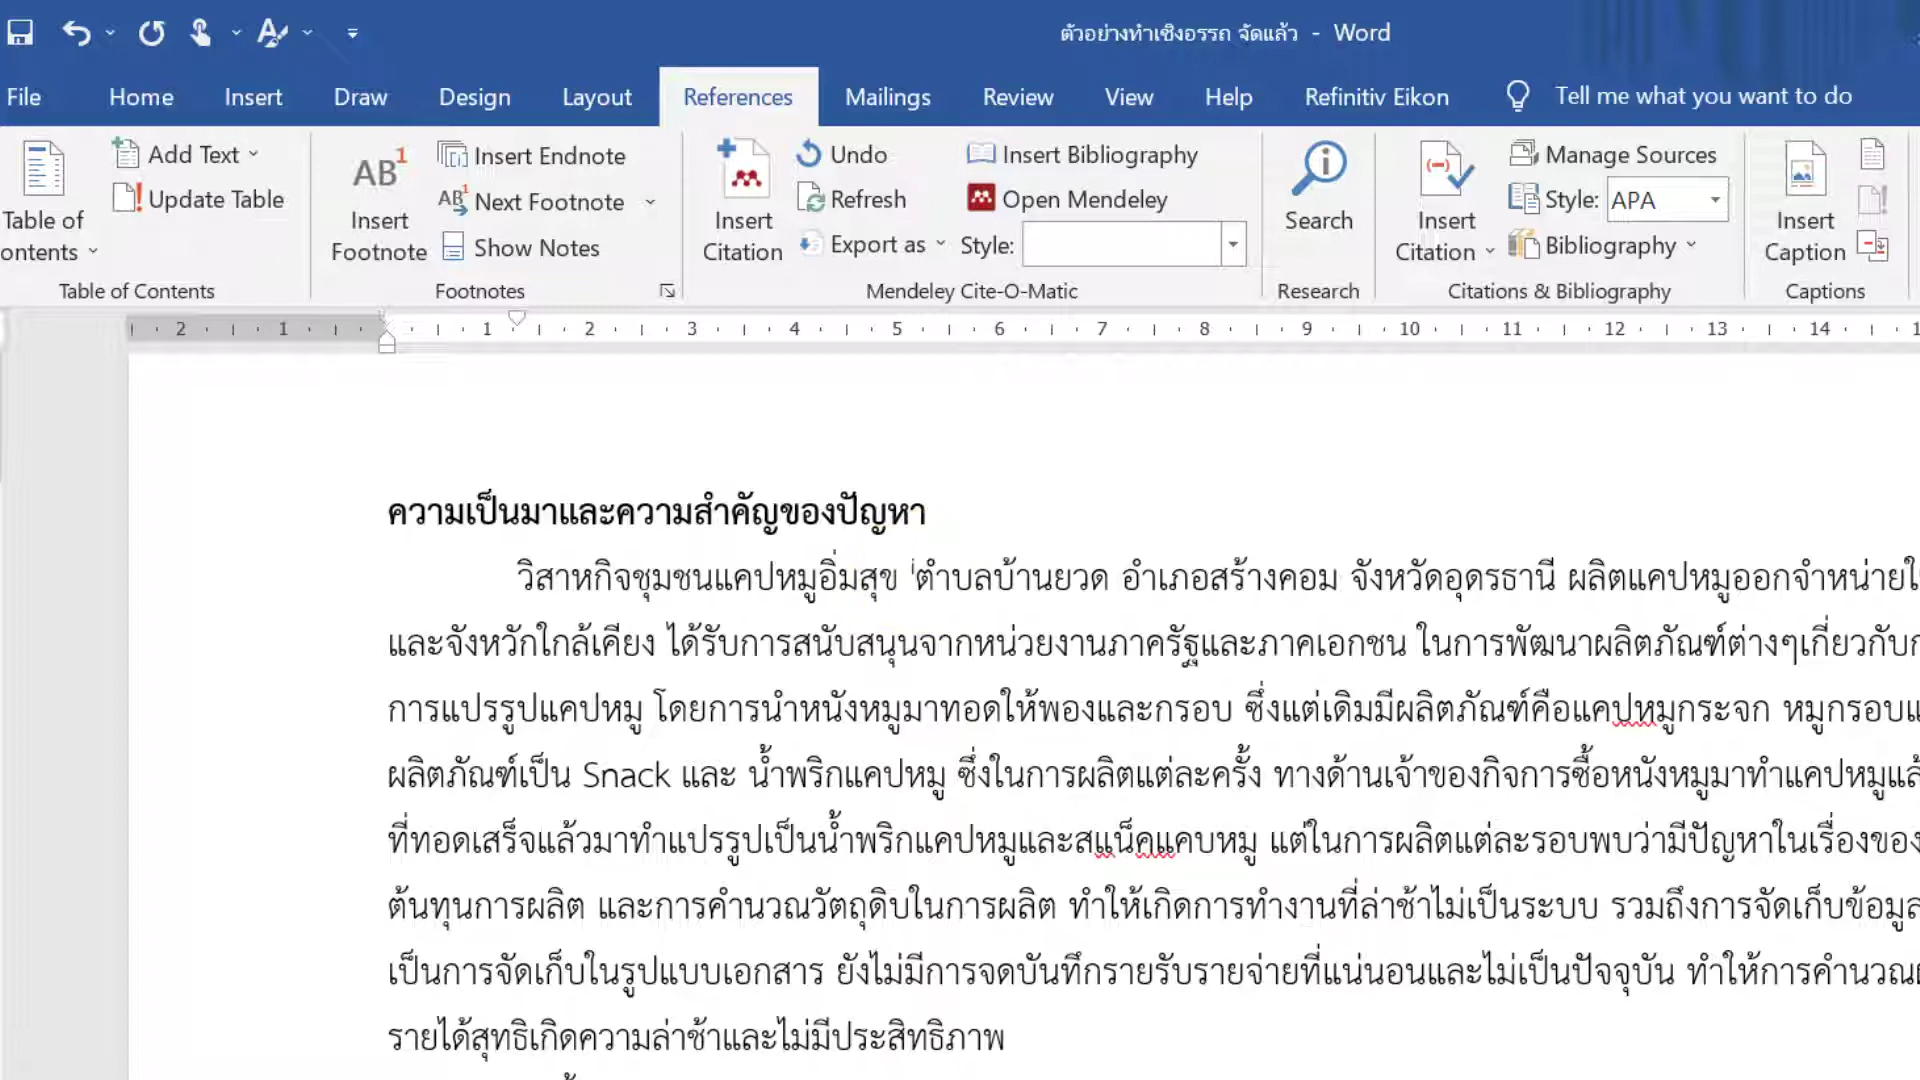 ตัวอย่างทำเชิงอรรถ จัดแล้ว - Word
File Home Insert Draw Design Layout References Mailings Review View Help Refinitiv Eikon Tell me what you want to do
Table of
ontents
Add Text
Update Table
Table of Contents
AB1
Insert
Footnote
Insert Endnote
Next Footnote
Show Notes
Footnotes
Insert
Citation
Undo
Refresh
Export as
Insert Bibliography
Open Mendeley
Style:
Mendeley Cite-O-Matic
Search
Research
Insert
Citation
Manage Sources
Style: APA
Bibliography
Citations & Bibliography
Insert
Caption
Captions
2 1 1 2 3 4 5 6 7 8 9 10 11 12 13 14
ความเป็นมาและความสำคัญของปัญหา
วิสาหกิจชุมชนแคปหมูอิ่มสุข iตำบลบ้านยวด อำเภอสร้างคอม จังหวัดอุดรธานี ผลิตแคปหมูออกจำหน่ายใ
และจังหวักใกล้เคียง ได้รับการสนับสนุนจากหน่วยงานภาครัฐและภาคเอกชน ในการพัฒนาผลิตภัณฑ์ต่างๆเกี่ยวกับ
การแปรรูปแคปหมู โดยการนำหนังหมูมาทอดให้พองและกรอบ ซึ่งแต่เดิมมีผลิตภัณฑ์คือแคปหมูกระจก หมูกรอบแ
ผลิตภัณฑ์เป็น Snack และ น้ำพริกแคปหมู ซึ่งในการผลิตแต่ละครั้ง ทางด้านเจ้าของกิจการซื้อหนังหมูมาทำแคปหมูแล้
ที่ทอดเสร็จแล้วมาทำแปรรูปเป็นน้ำพริกแคปหมูและสแน็คแคบหมู แต่ในการผลิตแต่ละรอบพบว่ามีปัญหาในเรื่องของ
ต้นทุนการผลิต และการคำนวณวัตถุดิบในการผลิต ทำให้เกิดการทำงานที่ล่าช้าไม่เป็นระบบ รวมถึงการจัดเก็บข้อมูล
เป็นการจัดเก็บในรูปแบบเอกสาร ยังไม่มีการจดบันทึกรายรับรายจ่ายที่แน่นอนและไม่เป็นปัจจุบัน ทำให้การคำนวณ
รายได้สุทธิเกิดความล่าช้าและไม่มีประสิทธิภาพ